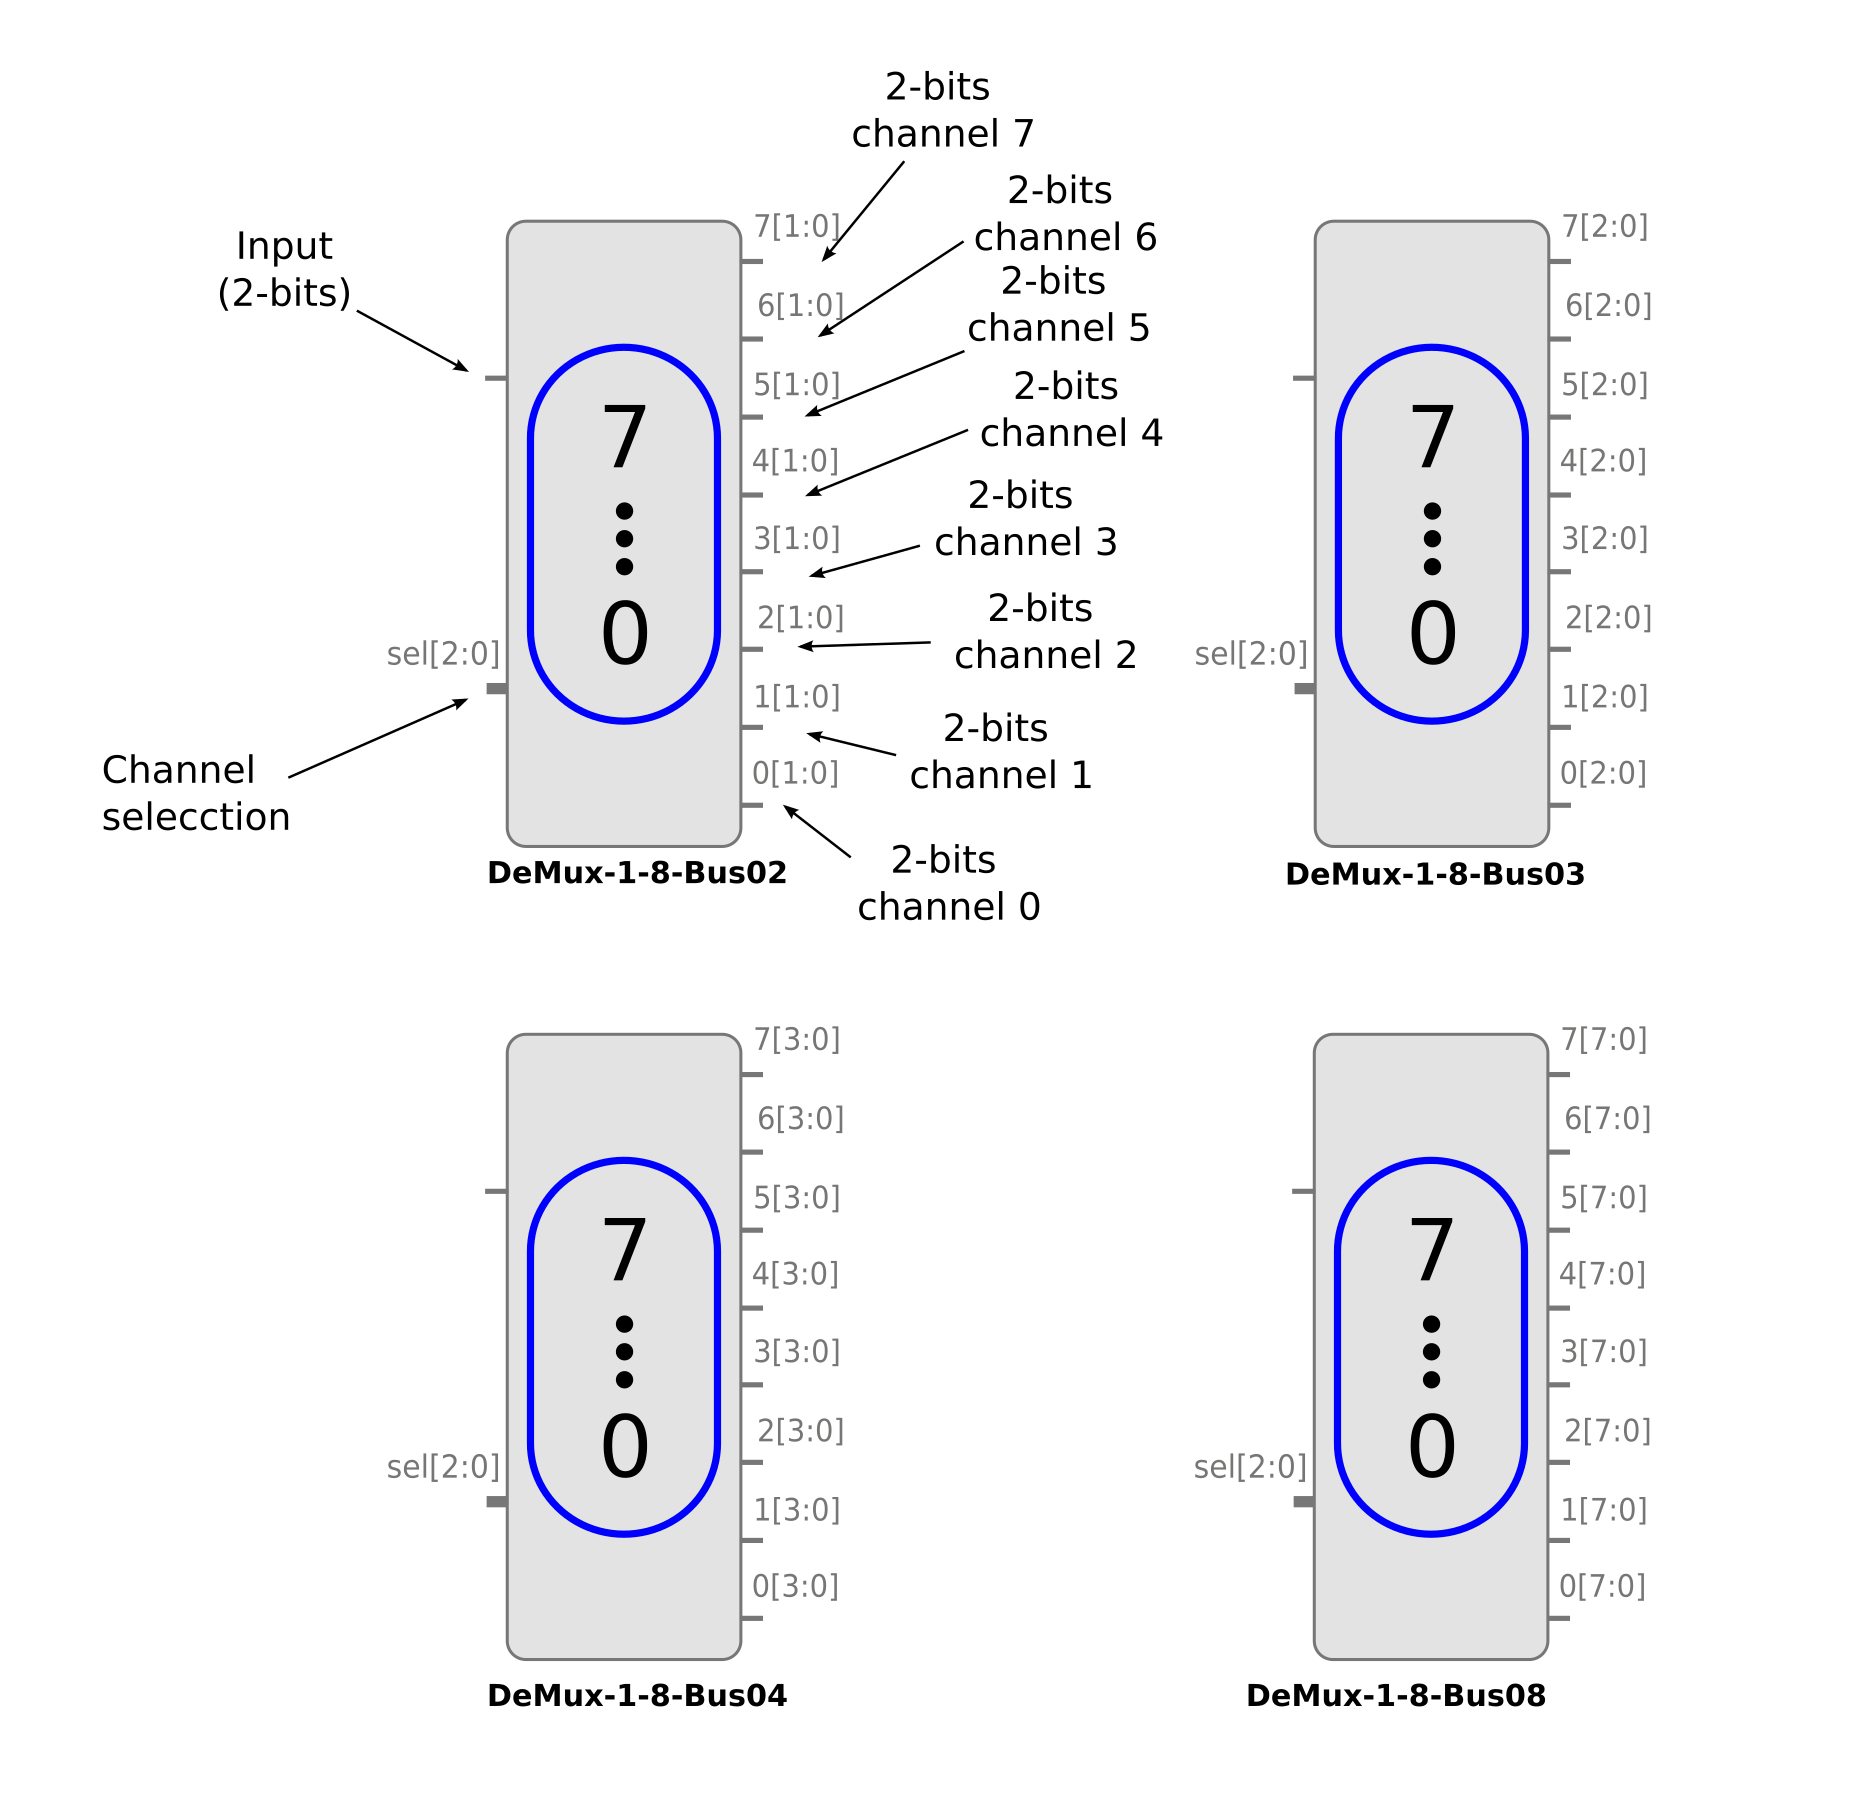 2-bits
channel 7
2-bits
channel 6
2-bits
channel 5
2-bits
channel 4
2-bits
channel 3
2-bits
channel 2
2-bits
channel 1
2-bits
channel 0
Input
(2-bits)
Channel
selecction
sel[2:0]
7
0
7[1:0]
6[1:0]
5[1:0]
4[1:0]
3[1:0]
2[1:0]
1[1:0]
0[1:0]
DeMux-1-8-Bus02
sel[2:0]
7
0
7[2:0]
6[2:0]
5[2:0]
4[2:0]
3[2:0]
2[2:0]
1[2:0]
0[2:0]
DeMux-1-8-Bus03
sel[2:0]
7
0
7[3:0]
6[3:0]
5[3:0]
4[3:0]
3[3:0]
2[3:0]
1[3:0]
0[3:0]
DeMux-1-8-Bus04
sel[2:0]
7
0
7[7:0]
6[7:0]
5[7:0]
4[7:0]
3[7:0]
2[7:0]
1[7:0]
0[7:0]
DeMux-1-8-Bus08